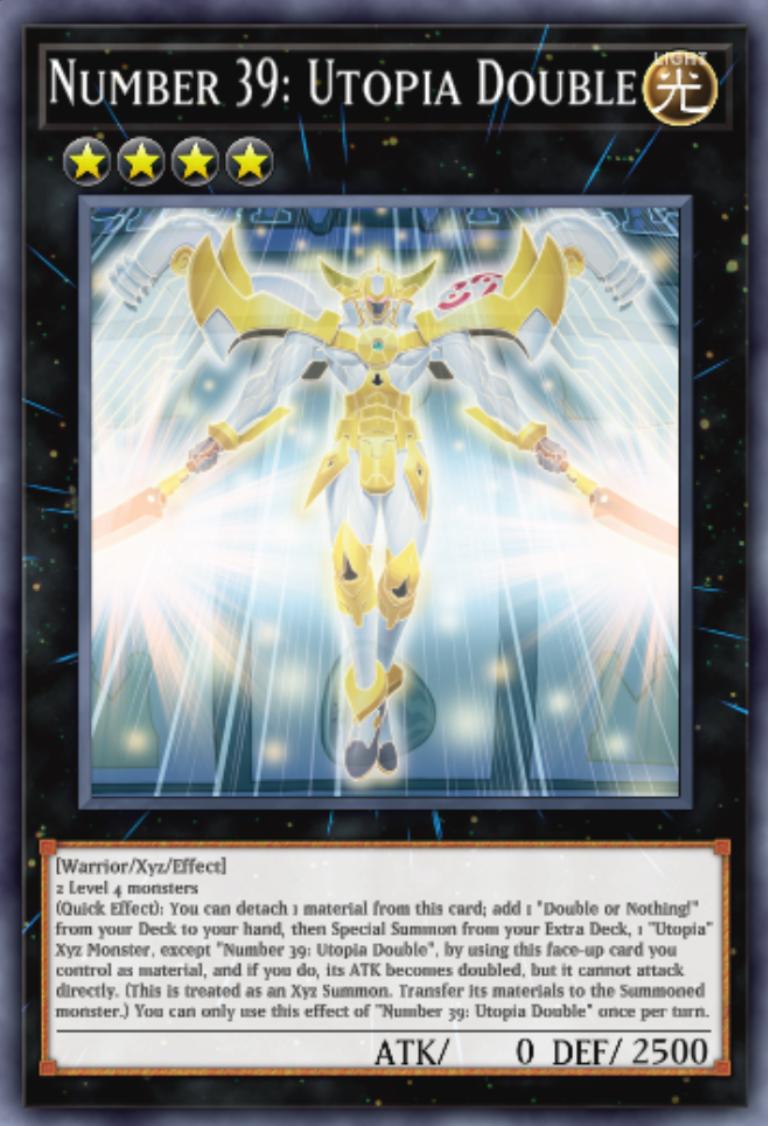 NUMBER 39: UTOPIA DOUBLE
LIGHT
光
39
[Warrior/Xyz/Effect]
2 Level 4 monsters
(Quick Effect): You can detach 1 material from this card; add 1 "Double or Nothing!"
from your Deck to your hand, then Special Summon from your Extra Deck, 1 "Utopia"
Xyz Monster, except "Number 39: Utopia Double", by using this face-up card you
control as material, and if you do, its ATK becomes doubled, but it cannot attack
directly. (This is treated as an Xyz Summon. Transfer its materials to the Summoned
monster.) You can only use this effect of "Number 39: Utopia Double" once per turn.
ATK/ 0 DEF/ 2500